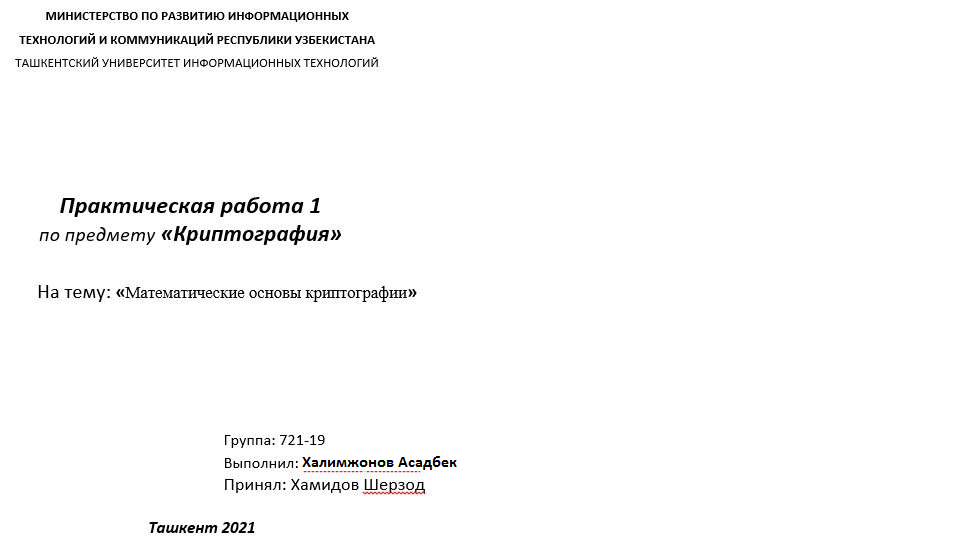 МИНИСТЕРСТВО ПО РАЗВИТИЮ ИНФОРМАЦИОННЫХ
ТЕХНОЛОГИЙ И КОММУНИКАЦИЙ РЕСПУБЛИКИ УЗБЕКИСТАНА
ТАШКЕНТСКИЙ УНИВЕРСИТЕТ ИНФОРМАЦИОННЫХ ТЕХНОЛОГИЙ
Практическая работа 1
по предмету «Криптография»
На тему: «Математические основы криптографии»
Группа: 721-19
Выполнил: Халимжонов Асадбек
Принял: Хамидов Шерзод
Ташкент 2021